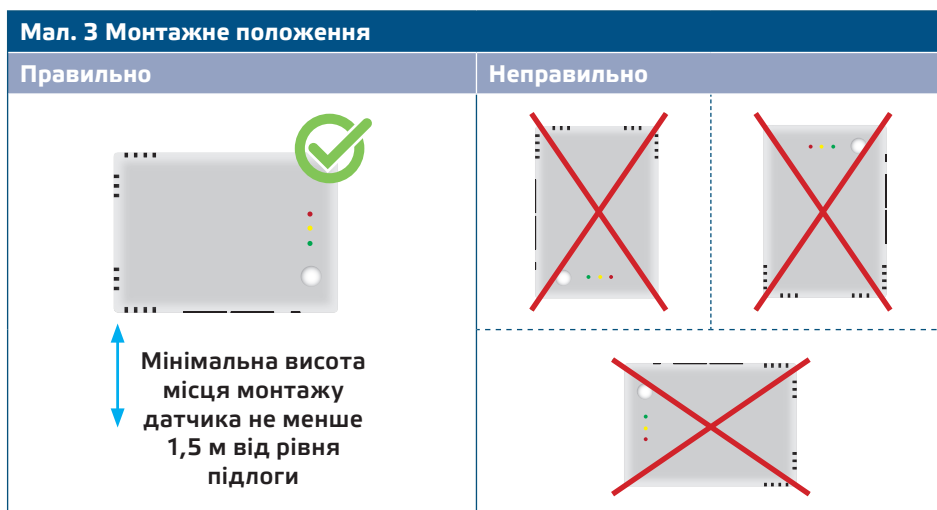 Мал. 3 Монтажне положення
Правильно
Неправильно
Мінімальна висота
місця монтажу
датчика не менше
1,5 м від рівня
підлоги